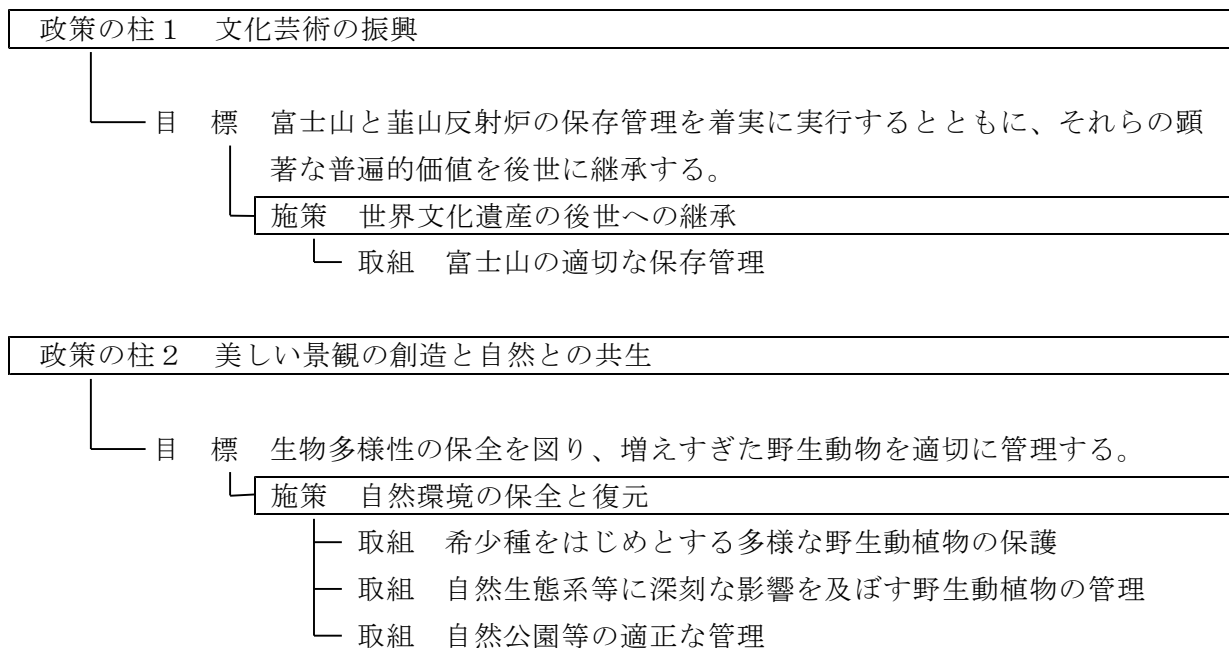 政策の柱１　文化芸術の振興
目　標　富士山と韮山反射炉の保存管理を着実に実行するとともに、それらの顕
著な普遍的価値を後世に継承する。
施策　世界文化遺産の後世への継承
取組　富士山の適切な保存管理
政策の柱２　美しい景観の創造と自然との共生
目　標　生物多様性の保全を図り、増えすぎた野生動物を適切に管理する。
施策　自然環境の保全と復元
取組　希少種をはじめとする多様な野生動植物の保護
取組　自然生態系等に深刻な影響を及ぼす野生動植物の管理
取組　自然公園等の適正な管理